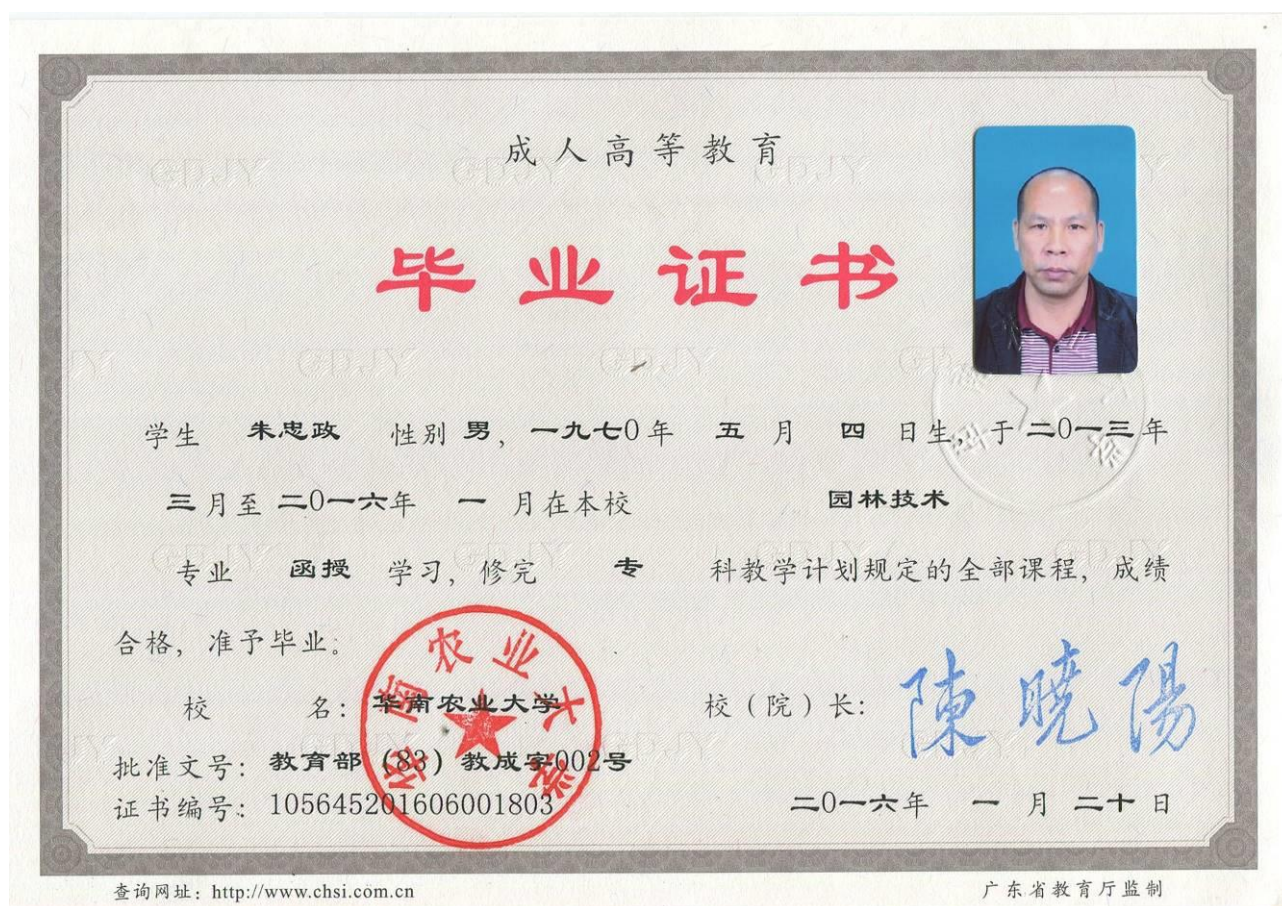 成人高等教育
毕业证书
学生 朱忠政 性别 男，一九七0年 五 月 四 日生，于二0一三年
三月至二0一六年 一 月在本校 园林技术
专业 函授 学习，修完 专 科教学计划规定的全部课程，成绩
合格，准予毕业。
校 名：华南农业大学 校（院）长：陳曉陽
批准文号：教育部（83）教成字002号
证书编号：105645201606001803 二0一六年 一 月 二十 日
华南农业大学
查询网址：http://www.chsi.com.cn 广东省教育厅监制
GDJY